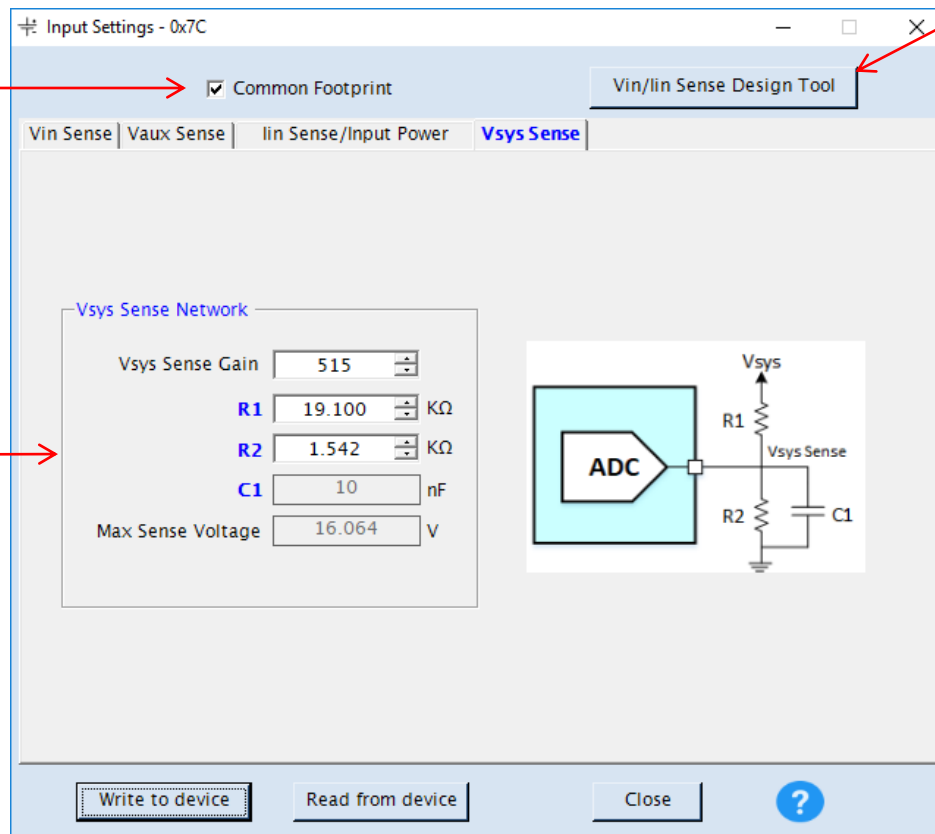 Input Settings - 0x7C
Common Footprint
Vin/Iin Sense Design Tool
Vin Sense Vaux Sense Iin Sense/Input Power Vsys Sense
Vsys Sense Network
Vsys Sense Gain 515
R1 19.100 KΩ
R2 1.542 KΩ
C1 10 nF
Max Sense Voltage 16.064 V
Vsys
R1
Vsys Sense
ADC
R2
C1
Write to device Read from device Close ?